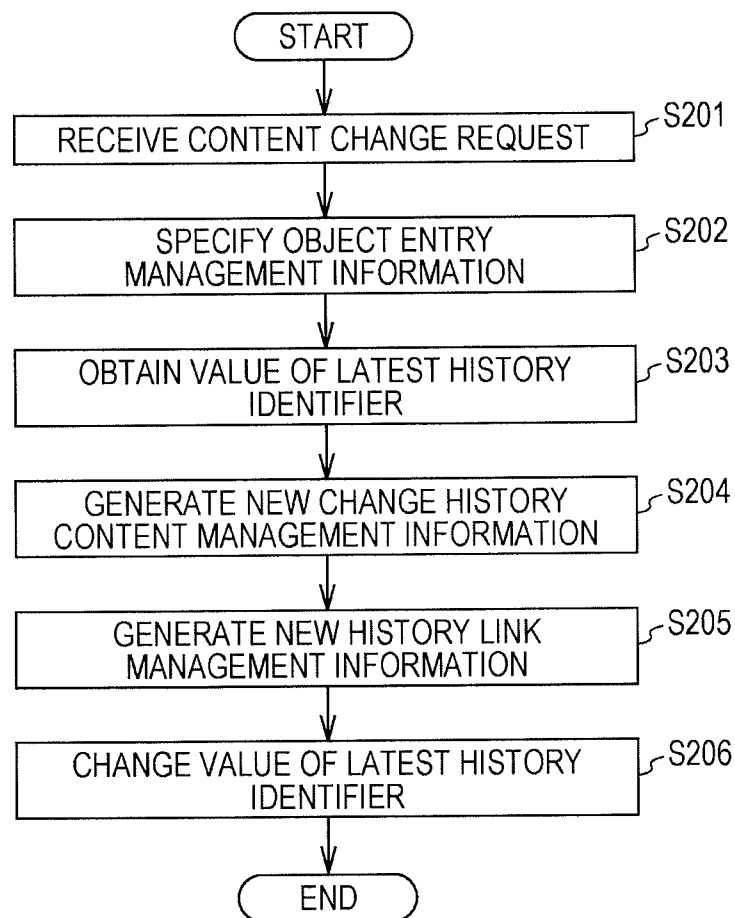 START
RECEIVE CONTENT CHANGE REQUEST
S201
SPECIFY OBJECT ENTRY
MANAGEMENT INFORMATION
S202
OBTAIN VALUE OF LATEST HISTORY
IDENTIFIER
S203
GENERATE NEW CHANGE HISTORY
CONTENT MANAGEMENT INFORMATION
S204
GENERATE NEW HISTORY LINK
MANAGEMENT INFORMATION
S205
CHANGE VALUE OF LATEST HISTORY
IDENTIFIER
S206
END